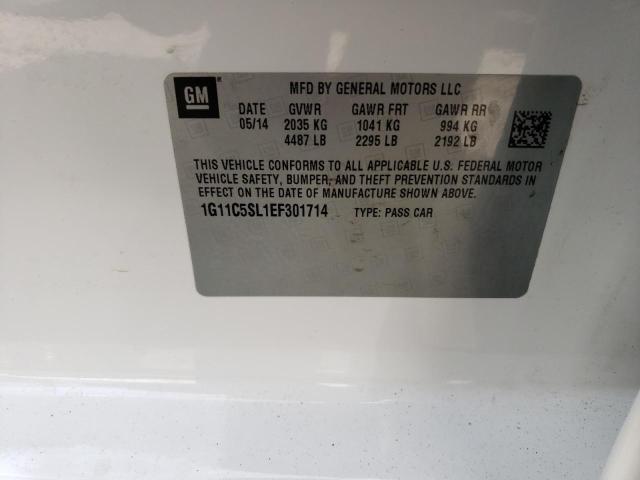 GM
MFD BY GENERAL MOTORS LLC
DATE GVWR GAWR FRT GAWR RR
05/14 2035 KG 1041 KG 994 KG
4487 LB 2295 LB 2192 LB
THIS VEHICLE CONFORMS TO ALL APPLICABLE U.S. FEDERAL MOTOR
VEHICLE SAFETY, BUMPER, AND THEFT PREVENTION STANDARDS IN
EFFECT ON THE DATE OF MANUFACTURE SHOWN ABOVE.
1G11C5SL1EF301714 TYPE: PASS CAR